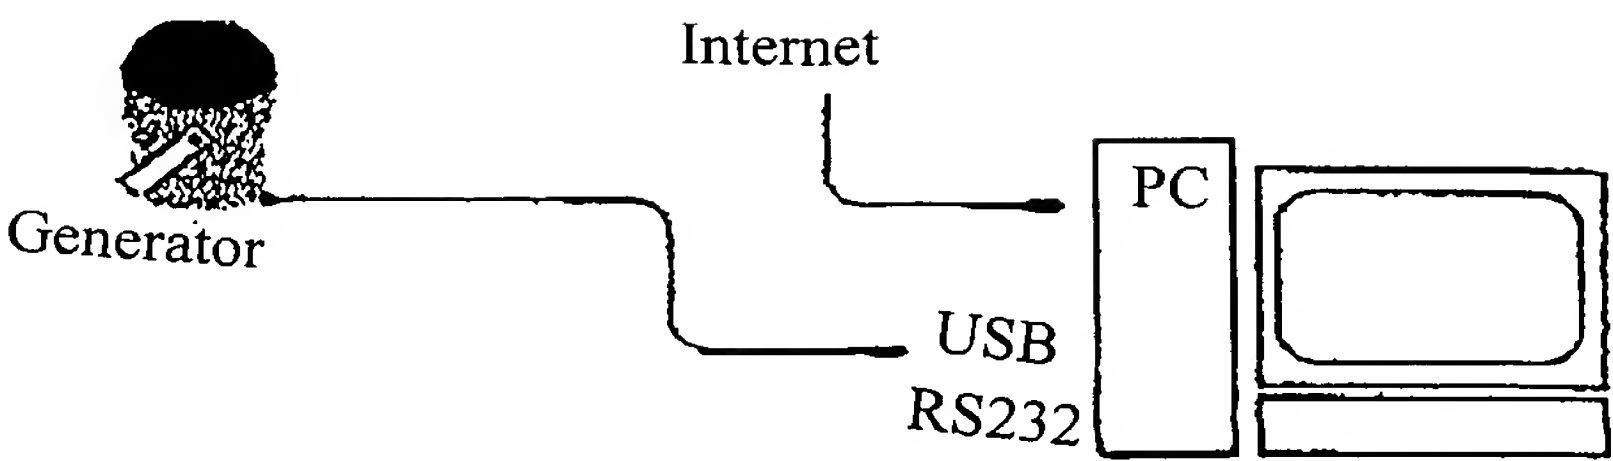 Internet
PC
Generator
USB
RS232